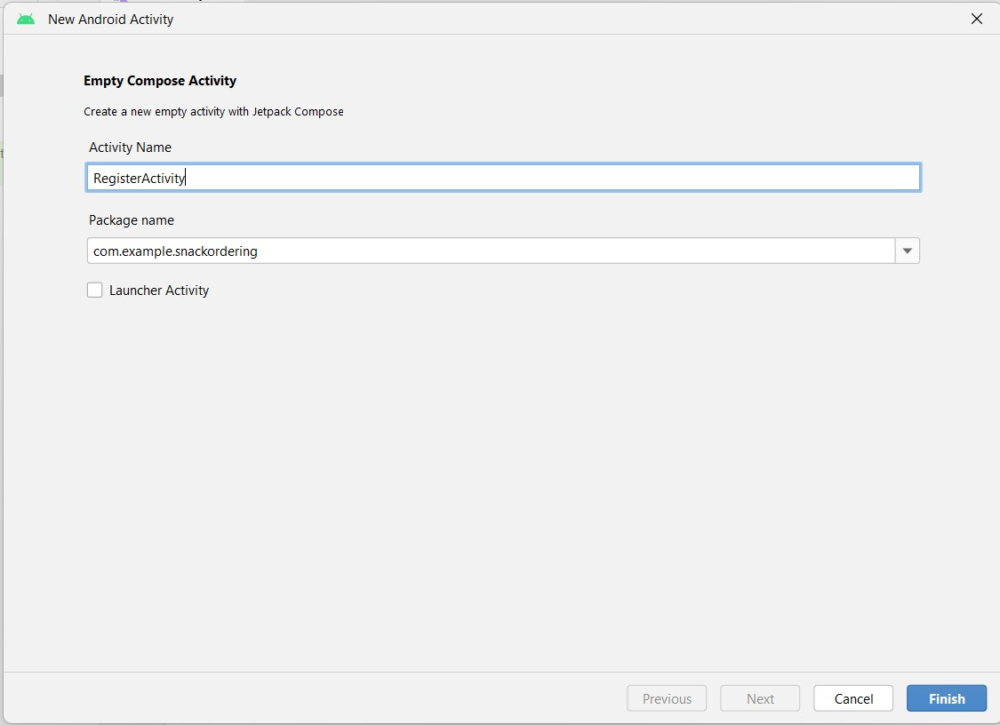 New Android Activity
Empty Compose Activity
Create a new empty activity with Jetpack Compose
Activity Name
RegisterActivity
Package name
com.example.snackordering
Launcher Activity
Previous Next Cancel Finish